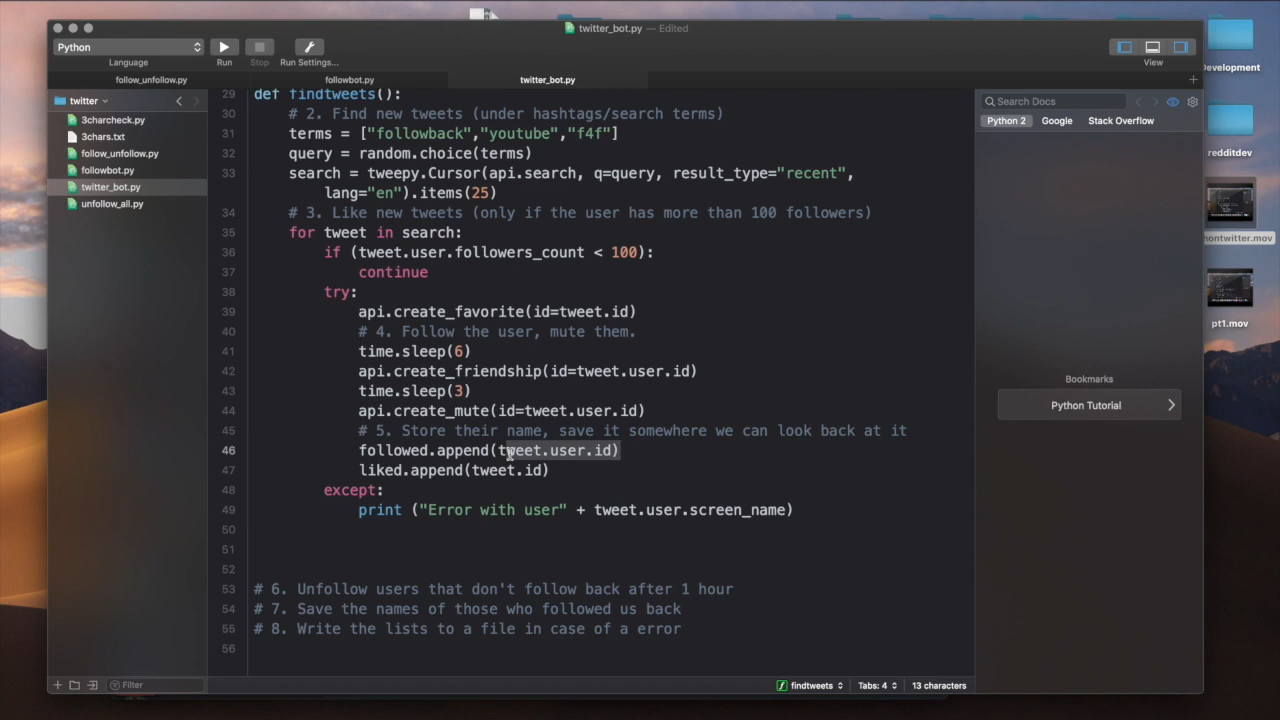 twitter_bot.py — Edited
Python
Language
Run
Stop
Run Settings...
View
follow_unfollow.py
followbot.py
twitter_bot.py
twitter
3charcheck.py
3chars.txt
follow_unfollow.py
followbot.py
twitter_bot.py
unfollow_all.py
29 def findtweets():
30 # 2. Find new tweets (under hashtags/search terms)
31 terms = ["followback","youtube","f4f"]
32 query = random.choice(terms)
33 search = tweepy.Cursor(api.search, q=query, result_type="recent",
lang="en").items(25)
34 # 3. Like new tweets (only if the user has more than 100 followers)
35 for tweet in search:
36 if (tweet.user.followers_count < 100):
37 continue
38 try:
39 api.create_favorite(id=tweet.id)
40 # 4. Follow the user, mute them.
41 time.sleep(6)
42 api.create_friendship(id=tweet.user.id)
43 time.sleep(3)
44 api.create_mute(id=tweet.user.id)
45 # 5. Store their name, save it somewhere we can look back at it
46 followed.append(tweet.user.id)
47 liked.append(tweet.id)
48 except:
49 print ("Error with user" + tweet.user.screen_name)
50
51
52
53 # 6. Unfollow users that don't follow back after 1 hour
54 # 7. Save the names of those who followed us back
55 # 8. Write the lists to a file in case of a error
56
Filter
findtweets
Tabs: 4
13 characters
Search Docs
Python 2
Google
Stack Overflow
Bookmarks
Python Tutorial
Development
redditdev
hontwitter.mov
pt1.mov